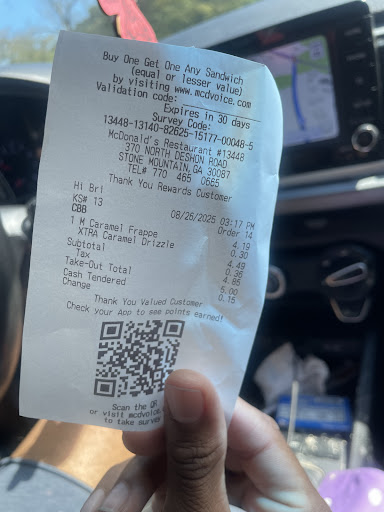 Buy One Get One Any Sandwich
(equal or lesser value)
by visiting www.mcdvoice.com
Validation code:
Expires in 30 days
Survey Code:
13448-13140-82625-15177-00048-5
McDonald's Restaurant #13448
370 NORTH DESHON ROAD
STONE MOUNTAIN,GA 30087
TEL# 770 465 0665
Thank You Rewards Customer
Hi Bri
KS# 13 08/26/2025 03:17 PM
CBB Order 14
1 M Caramel Frappe 4.19
XTRA Caramel Drizzle 0.30
Subtotal 4.49
Tax 0.36
Take-Out Total 4.85
Cash Tendered 5.00
Change 0.15
Thank You Valued Customer
Check your App to see points earned!
Scan the QR
or visit mcdvoice.
to take survey